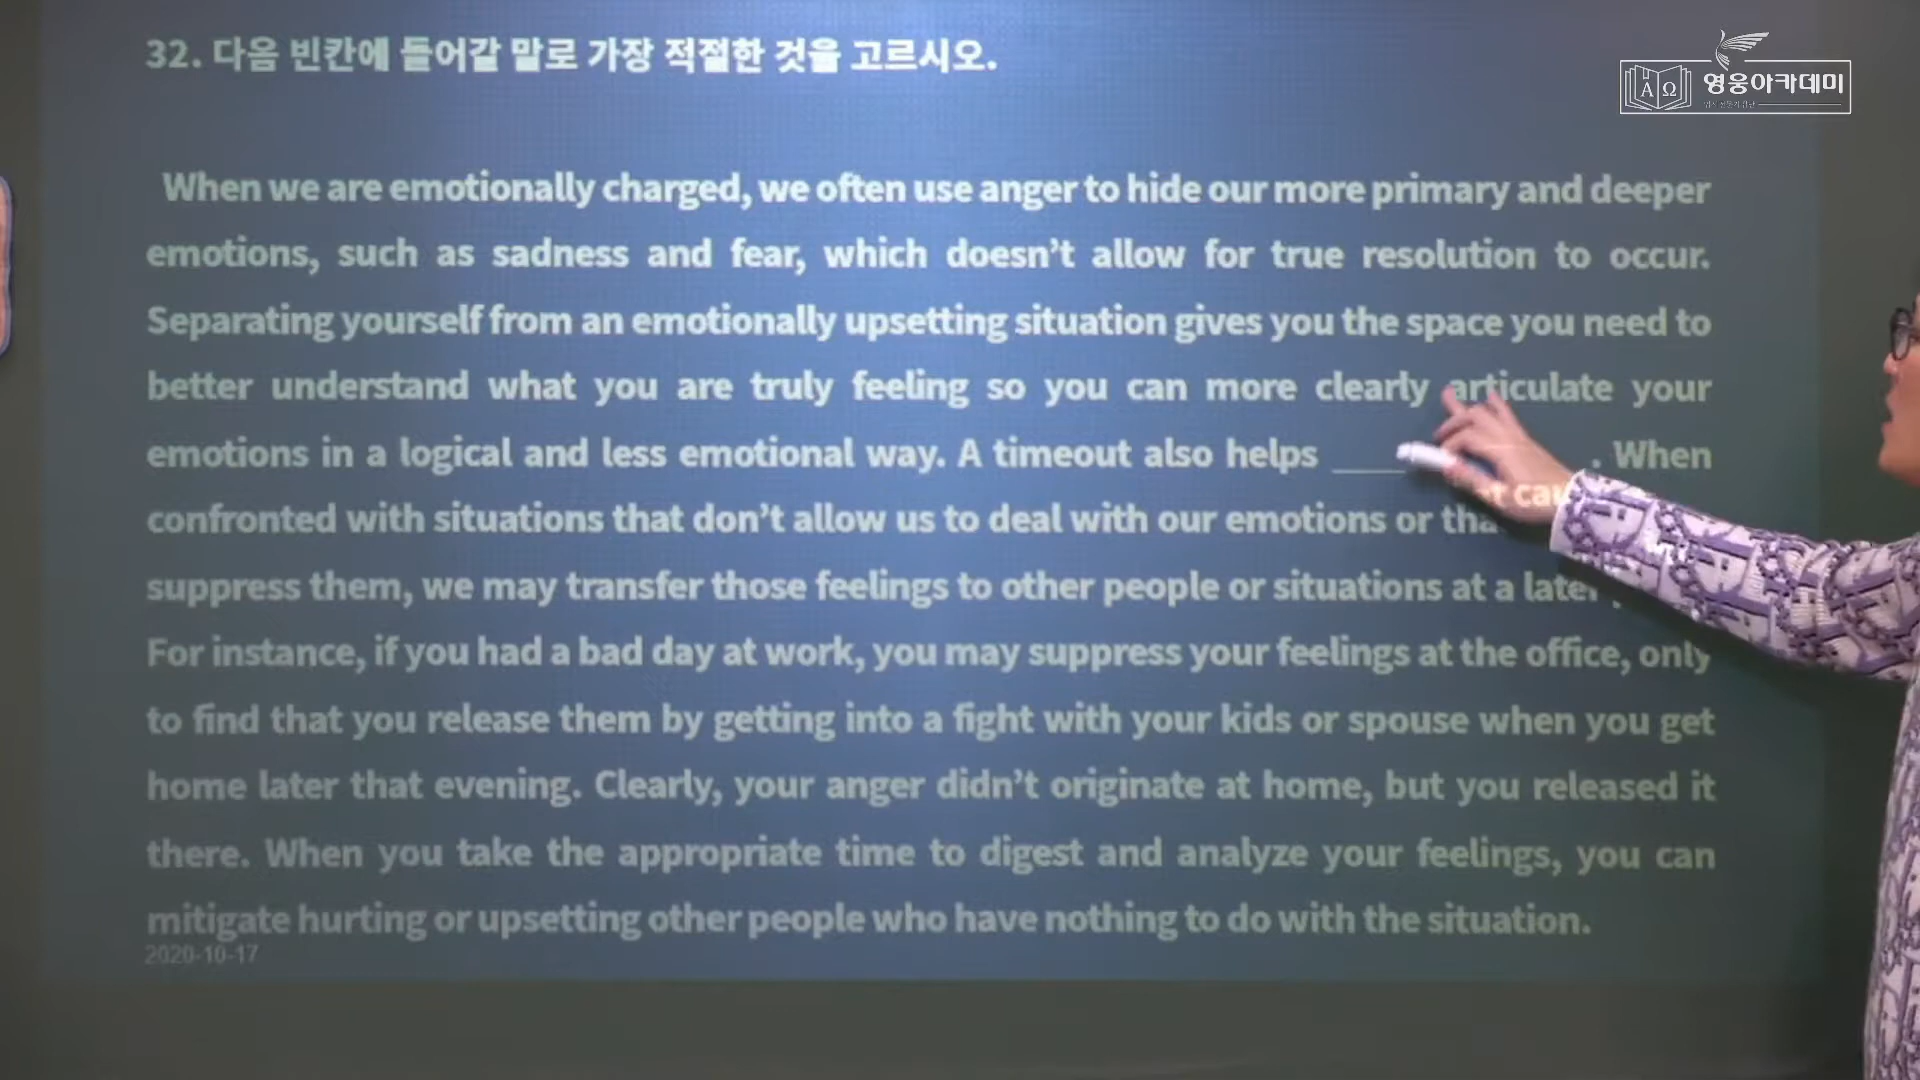 32. 다음 빈칸에 들어갈 말로 가장 적절한 것을 고르시오.
영웅아카데미
A Ω
When we are emotionally charged, we often use anger to hide our more primary and deeper
emotions, such as sadness and fear, which doesn't allow for true resolution to occur.
Separating yourself from an emotionally upsetting situation gives you the space you need to
better understand what you are truly feeling so you can more clearly articulate your
emotions in a logical and less emotional way. A timeout also helps ______. When
confronted with situations that don't allow us to deal with our emotions or
suppress them, we may transfer those feelings to other people or situations at a
For instance, if you had a bad day at work, you may suppress your feelings at the office, only
to find that you release them by getting into a fight with your kids or spouse when you get
home later that evening. Clearly, your anger didn't originate at home, but you released it
there. When you take the appropriate time to digest and analyze your feelings, you can
mitigate hurting or upsetting other people who have nothing to do with the situation.
2020-10-17